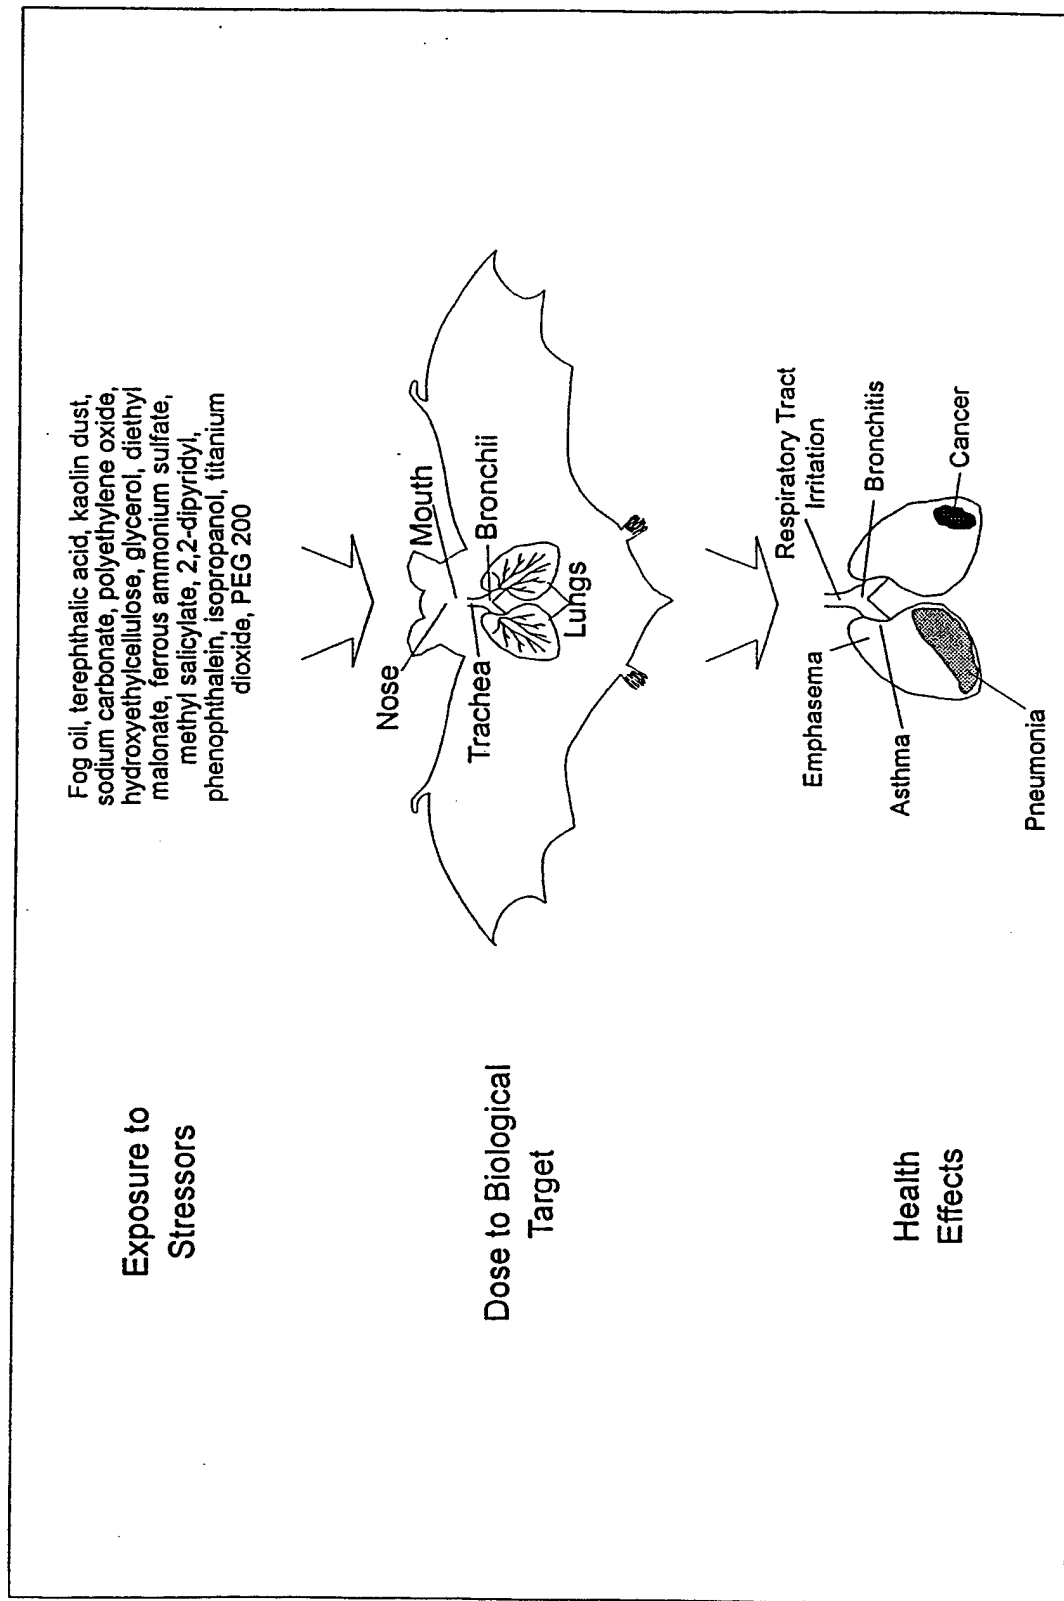 Exposure to
Stressors
Fog oil, terephthalic acid, kaolin dust,
sodium carbonate, polyethylene oxide,
hydroxyethylcellulose, glycerol, diethyl
malonate, ferrous ammonium sulfate,
methyl salicylate, 2,2-dipyridyl,
phenophthalein, isopropanol, titanium
dioxide, PEG 200
Dose to Biological
Target
Nose
Mouth
Trachea
Bronchii
Lungs
Health
Effects
Emphasema
Respiratory Tract
Irritation
Asthma
Bronchitis
Cancer
Pneumonia